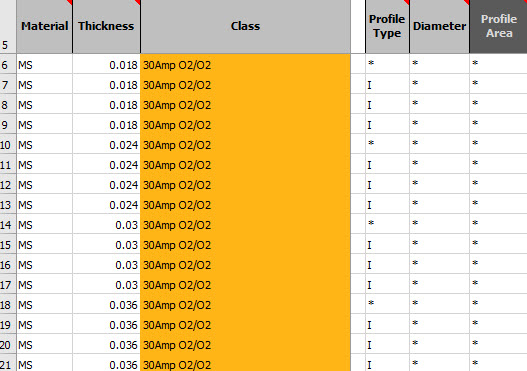 5 Material Thickness Class Profile Type Diameter Profile Area
6 MS 0.018 30Amp O2/O2 * * *
7 MS 0.018 30Amp O2/O2 I * *
8 MS 0.018 30Amp O2/O2 I * *
9 MS 0.018 30Amp O2/O2 I * *
10 MS 0.024 30Amp O2/O2 * * *
11 MS 0.024 30Amp O2/O2 I * *
12 MS 0.024 30Amp O2/O2 I * *
13 MS 0.024 30Amp O2/O2 I * *
14 MS 0.03 30Amp O2/O2 * * *
15 MS 0.03 30Amp O2/O2 I * *
16 MS 0.03 30Amp O2/O2 I * *
17 MS 0.03 30Amp O2/O2 I * *
18 MS 0.036 30Amp O2/O2 * * *
19 MS 0.036 30Amp O2/O2 I * *
20 MS 0.036 30Amp O2/O2 I * *
21 MS 0.036 30Amp O2/O2 I * *